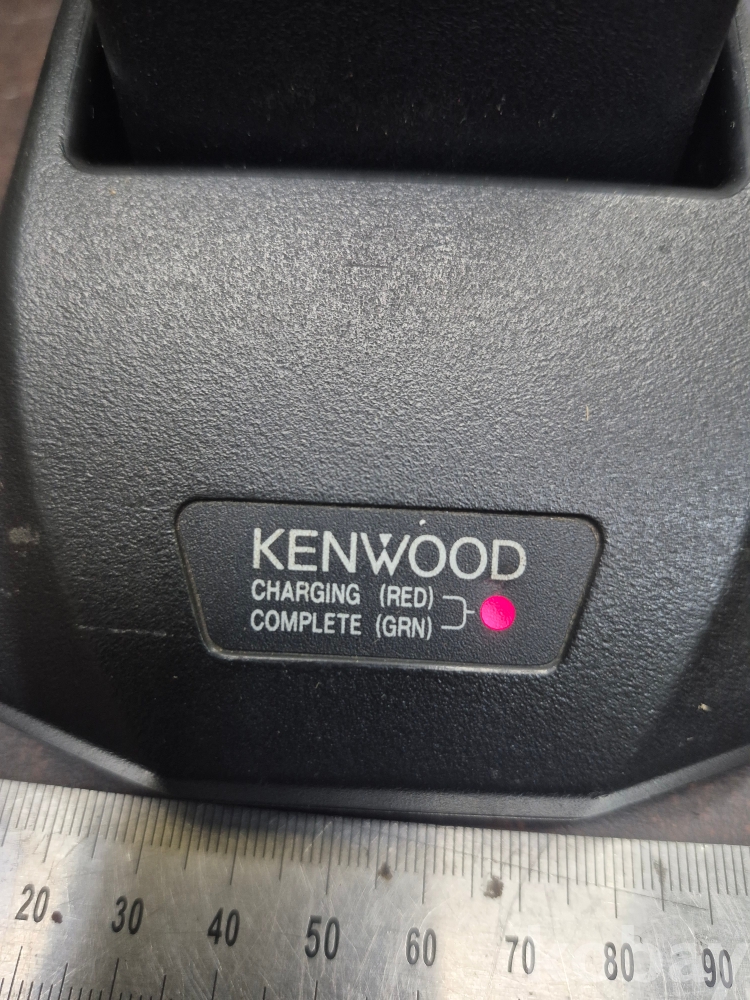 KENWOOD
CHARGING (RED)
COMPLETE (GRN)
20 30 40 50 60 70 80 90